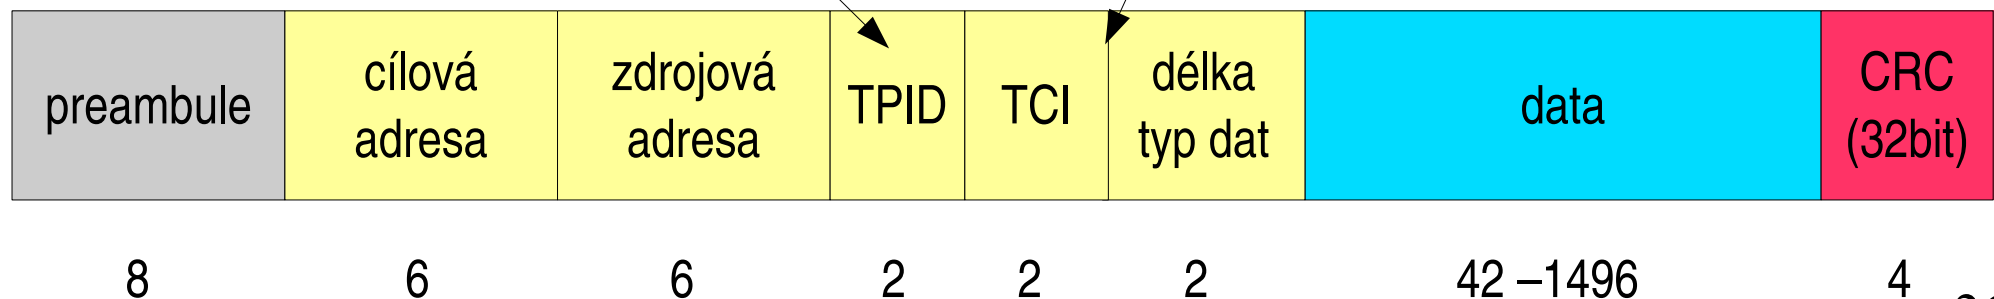 preambule
cílová
adresa
zdrojová
adresa
TPID
TCI
délka
typ dat
data
CRC
(32bit)
8 6 6 2 2 2 42 –1496 4